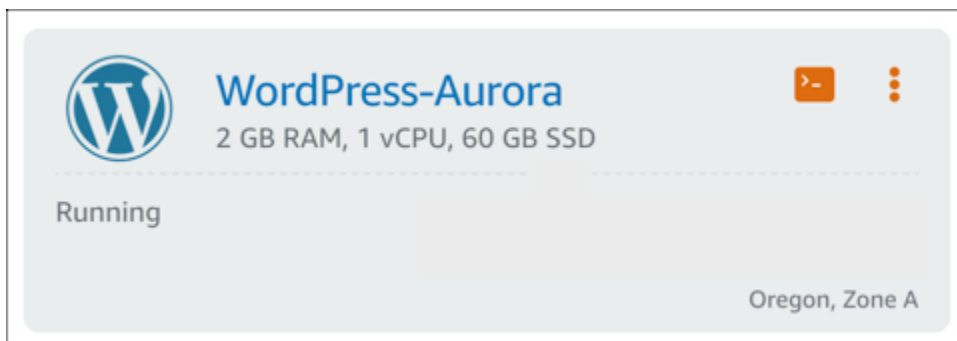 WordPress-Aurora
2 GB RAM, 1 vCPU, 60 GB SSD
Running
Oregon, Zone A